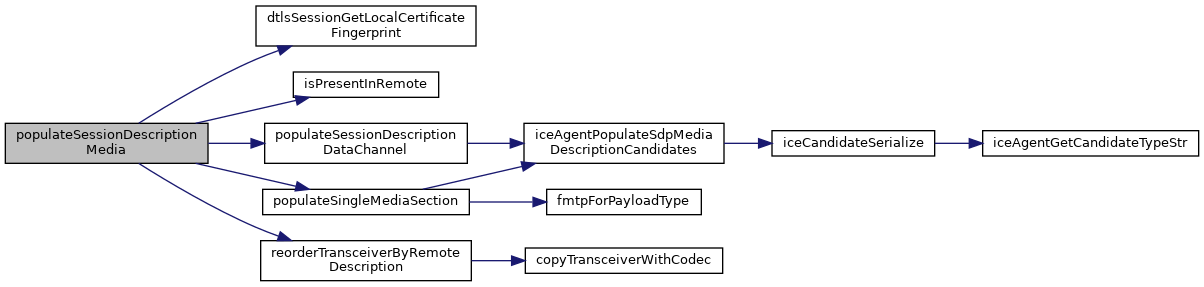 dtlsSessionGetLocalCertificate
Fingerprint
isPresentInRemote
populateSessionDescription
Media
populateSessionDescription
DataChannel
iceAgentPopulateSdpMedia
DescriptionCandidates
iceCandidateSerialize
iceAgentGetCandidateTypeStr
populateSingleMediaSection
fmtpForPayloadType
reorderTransceiverByRemote
Description
copyTransceiverWithCodec